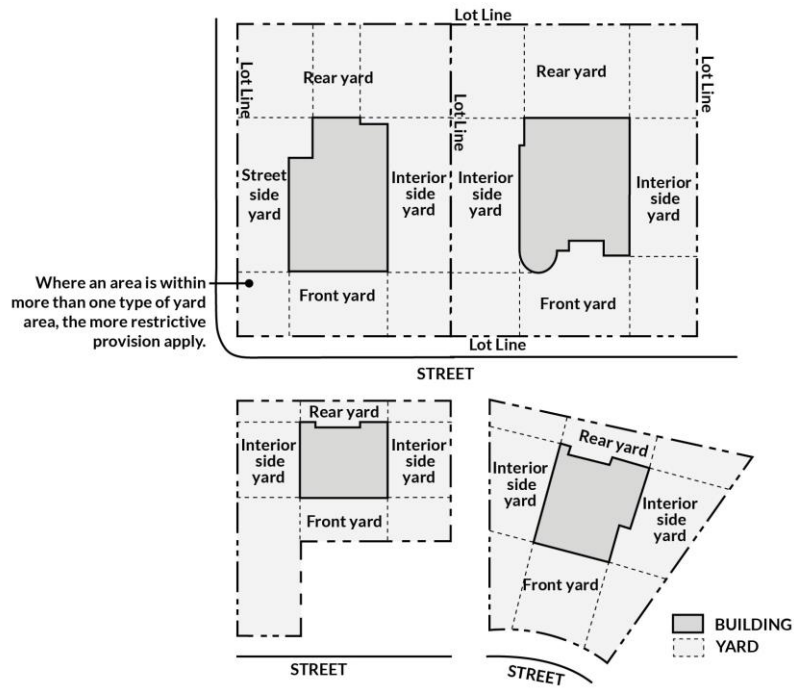 Lot Line
Rear yard
Rear yard
Lot Line
Lot Line
Lot Line
Street
side
yard
Interior
side
yard
Interior
side
yard
Interior
side
yard
Where an area is within
more than one type of yard
area, the more restrictive
provision apply.
Front yard
Front yard
Lot Line
STREET
Rear yard
Interior
side
yard
Interior
side
yard
Front yard
STREET
Rear yard
Interior
side
yard
Interior
side
yard
Front yard
STREET
BUILDING
YARD